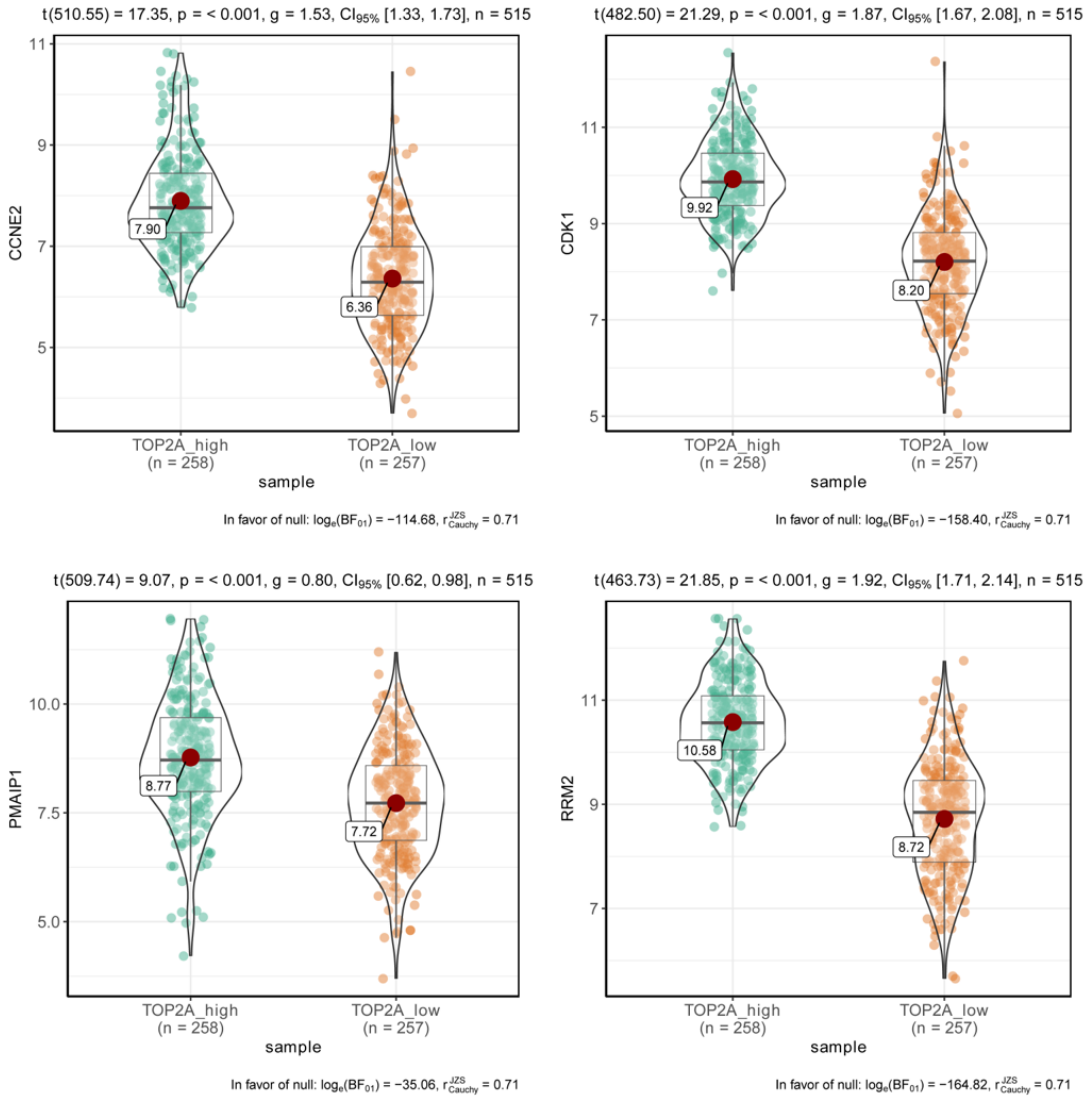 t(510.55) = 17.35, p = < 0.001, g = 1.53, CI95% [1.33, 1.73], n = 515
CCNE2
11
9
7
5
7.90
6.36
TOP2A_high
(n = 258)
TOP2A_low
(n = 257)
sample
In favor of null: loge(BF01) = −114.68, rJZSCauchy = 0.71
t(482.50) = 21.29, p = < 0.001, g = 1.87, CI95% [1.67, 2.08], n = 515
CDK1
11
9
7
5
9.92
8.20
TOP2A_high
(n = 258)
TOP2A_low
(n = 257)
sample
In favor of null: loge(BF01) = −158.40, rJZSCauchy = 0.71
t(509.74) = 9.07, p = < 0.001, g = 0.80, CI95% [0.62, 0.98], n = 515
PMAIP1
10.0
7.5
5.0
8.77
7.72
TOP2A_high
(n = 258)
TOP2A_low
(n = 257)
sample
In favor of null: loge(BF01) = −35.06, rJZSCauchy = 0.71
t(463.73) = 21.85, p = < 0.001, g = 1.92, CI95% [1.71, 2.14], n = 515
RRM2
11
9
7
10.58
8.72
TOP2A_high
(n = 258)
TOP2A_low
(n = 257)
sample
In favor of null: loge(BF01) = −164.82, rJZSCauchy = 0.71